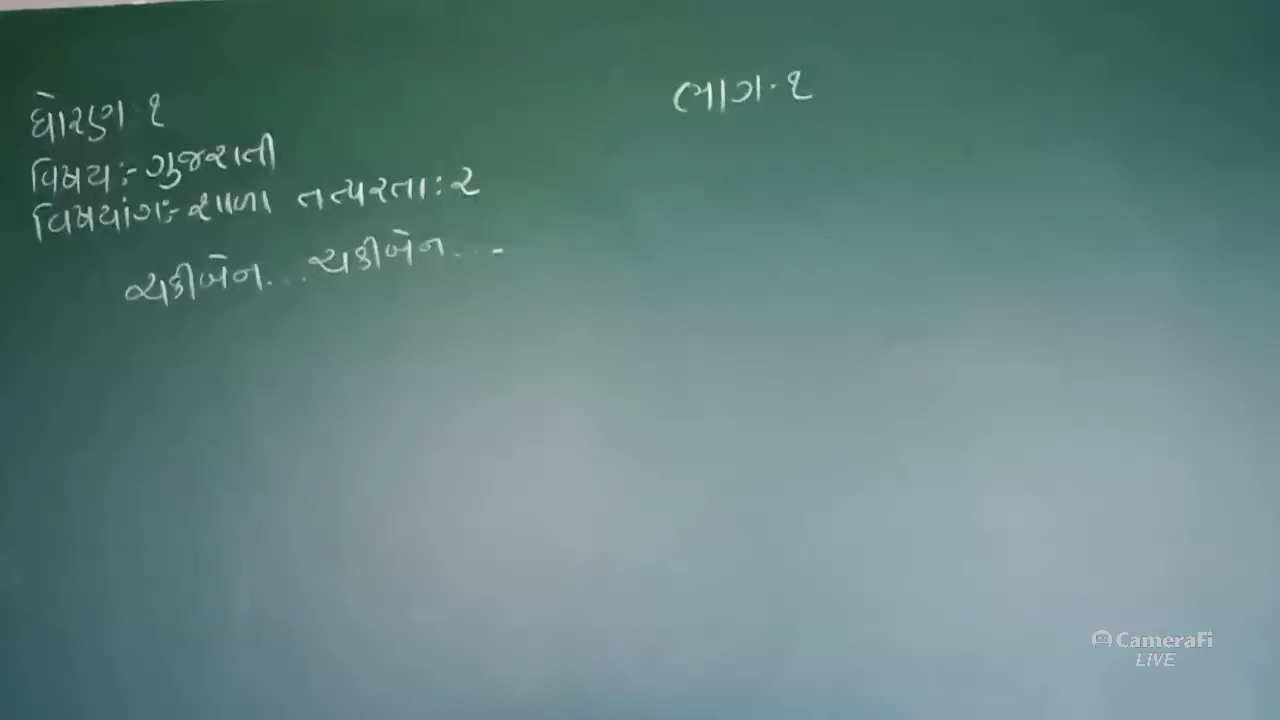 ધોરણ ૧
ભાગ.૧
વિષય:- ગુજરાતી
વિષયાંગ:- શાળા તત્પરતા : ૨
ચકીબેન... ચકીબેન...-
CameraFi
LIVE